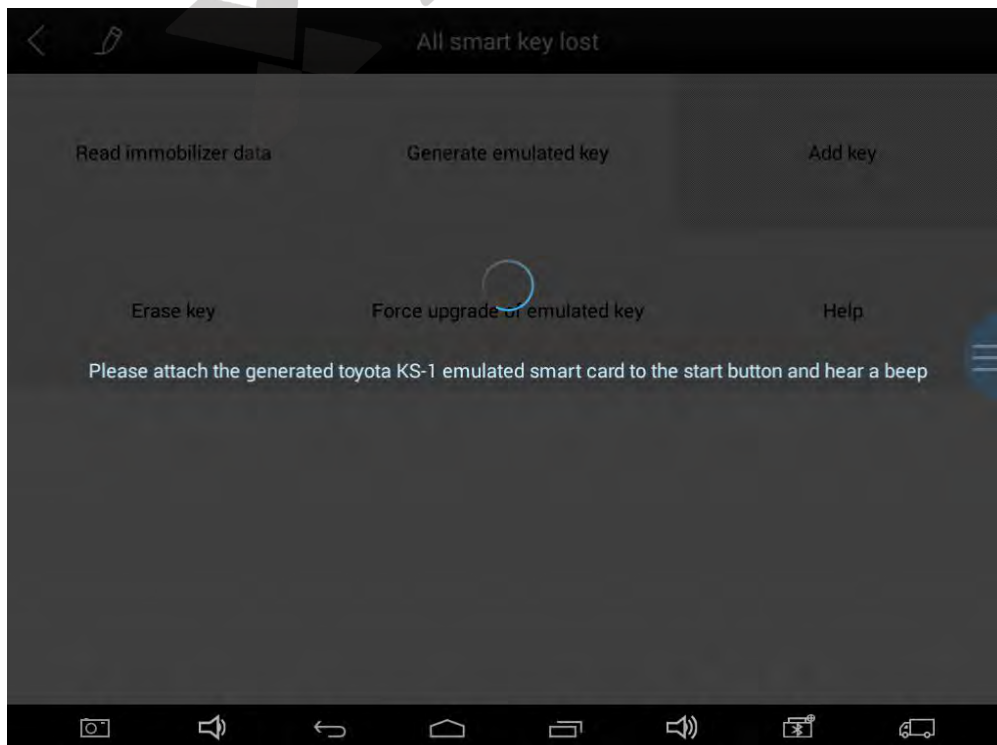 All smart key lost
Read immobilizer data Generate emulated key Add key
Erase key Force upgrade of emulated key Help
Please attach the generated toyota KS-1 emulated smart card to the start button and hear a beep